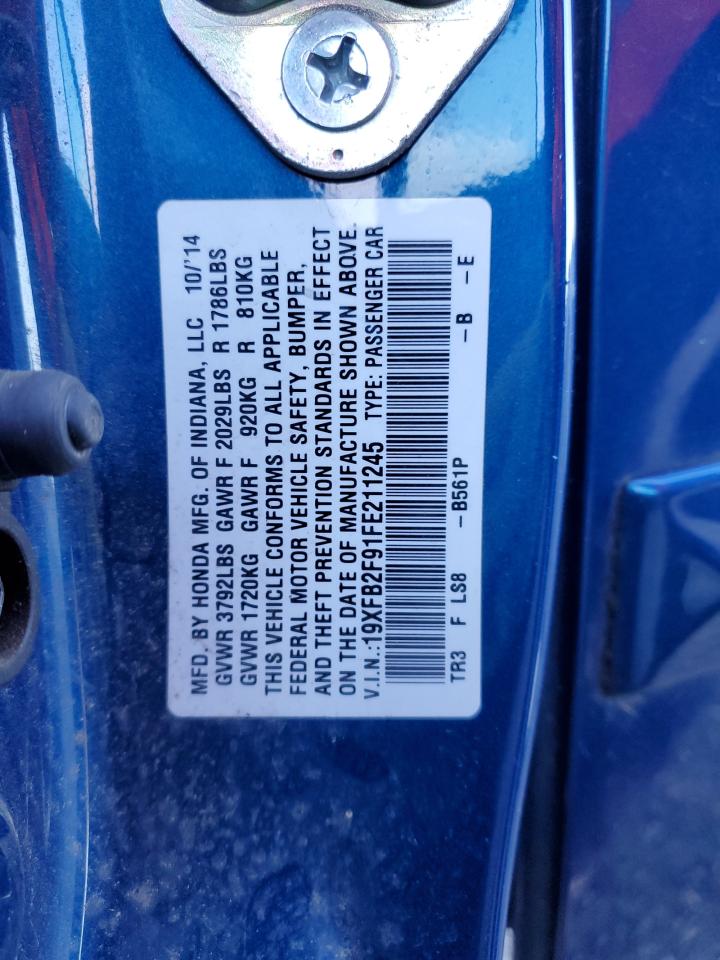 MFD. BY HONDA MFG. OF INDIANA, LLC 10/'14
GVWR 3792LBS GAWR F 2029LBS R 1786LBS
GVWR 1720KG GAWR F 920KG R 810KG
THIS VEHICLE CONFORMS TO ALL APPLICABLE
FEDERAL MOTOR VEHICLE SAFETY, BUMPER,
AND THEFT PREVENTION STANDARDS IN EFFECT
ON THE DATE OF MANUFACTURE SHOWN ABOVE.
V.I.N.:19XFB2F91FE211245 TYPE: PASSENGER CAR
TR3 F LS8 -B561P -B -E